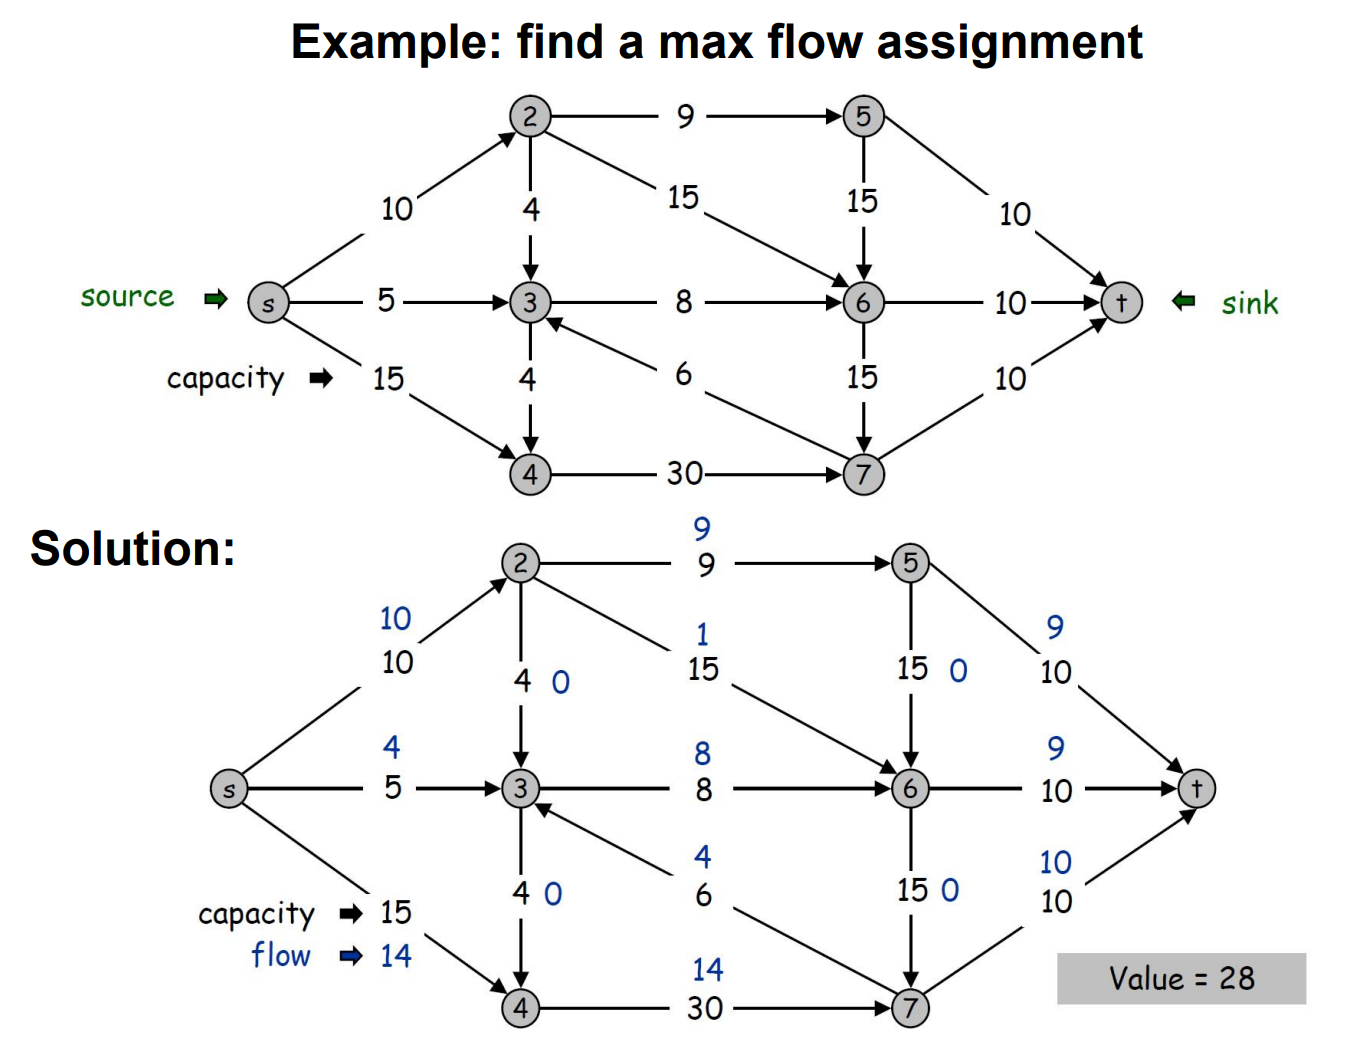 Example: find a max flow assignment
2 9 5
10 4 15 15 10
source s 5 3 8 6 10 t sink
capacity 15 4 6 15 10
4 30 7
Solution:
9
2 9 5
10 1 9
10 4 0 15 15 0 10
4 8 9
s 5 3 8 6 10 t
4 10
4 0 6 15 0 10
capacity 15
flow 14 14
4 30 7
Value = 28